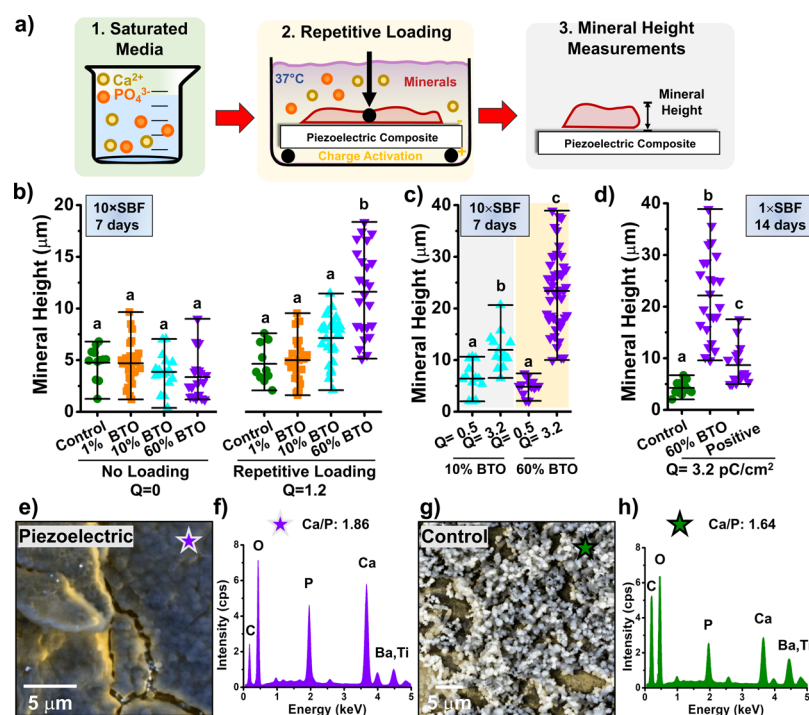 a)
1. Saturated
Media
Ca²⁺
PO₄³⁻
2. Repetitive Loading
37°C
Minerals
-
Piezoelectric Composite
+
Charge Activation
3. Mineral Height
Measurements
Mineral
Height
Piezoelectric Composite
b)
Mineral Height (μm)
20
15
10
5
0
10×SBF
7 days
a a a a
a a a b
Control 1% BTO 10% BTO 60% BTO
Control 1% BTO 10% BTO 60% BTO
No Loading
Q=0
Repetitive Loading
Q=1.2
c)
Mineral Height (μm)
40
30
20
10
0
10×SBF
7 days
a b a c
Q= 0.5 Q= 3.2 Q= 0.5 Q= 3.2
10% BTO 60% BTO
d)
Mineral Height (μm)
50
40
30
20
10
0
1×SBF
14 days
a b c
Control 60% BTO Positive
Q= 3.2 pC/cm²
e)
Piezoelectric
5 μm
f)
Ca/P: 1.86
Intensity (cps)
8
6
4
2
0
C O P Ca Ba,Ti
0 1 2 3 4 5
Energy (keV)
g)
Control
5 μm
h)
Ca/P: 1.64
Intensity (cps)
8
6
4
2
0
C O P Ca Ba,Ti
0 1 2 3 4 5
Energy (keV)